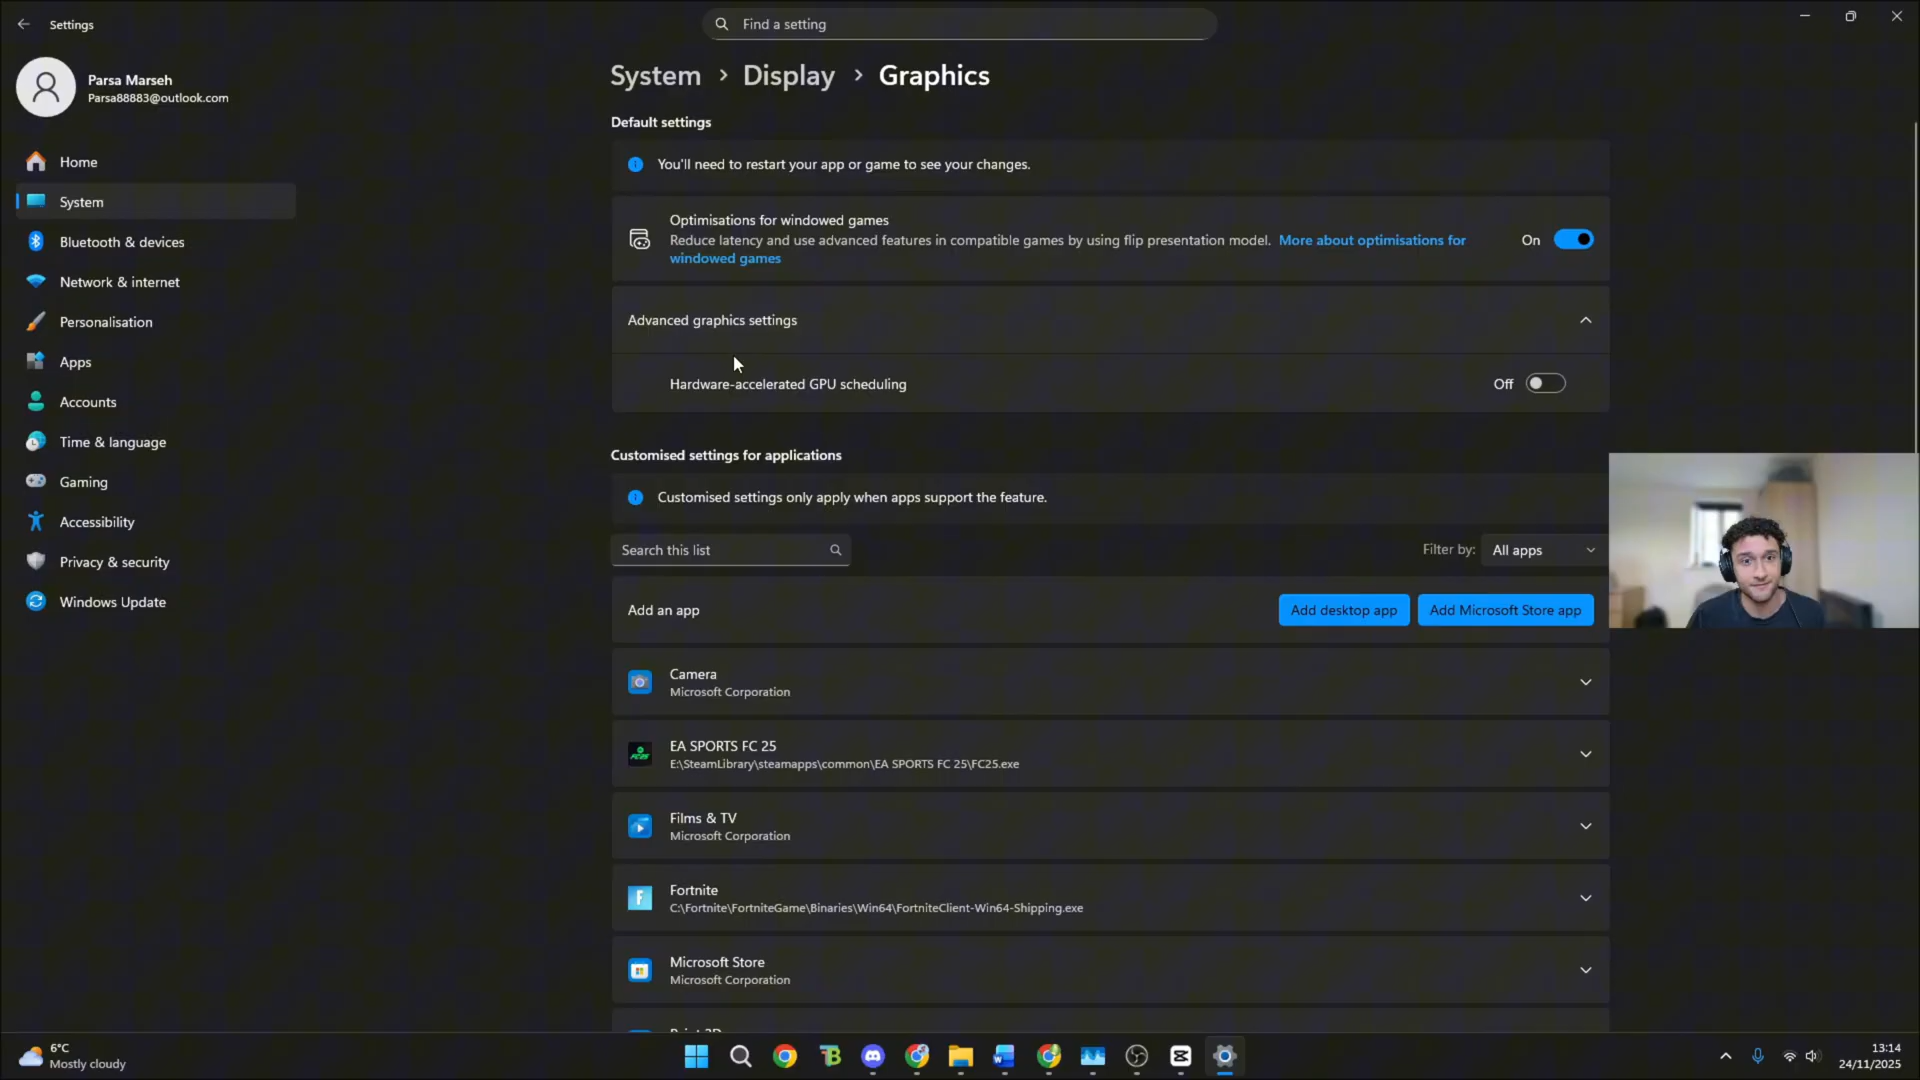 Settings
Find a setting
Parsa Marseh
Parsa88883@outlook.com
Home
System
Bluetooth & devices
Network & internet
Personalisation
Apps
Accounts
Time & language
Gaming
Accessibility
Privacy & security
Windows Update
System > Display > Graphics
Default settings
You'll need to restart your app or game to see your changes.
Optimisations for windowed games
Reduce latency and use advanced features in compatible games by using flip presentation model. More about optimisations for
windowed games
On
Advanced graphics settings
Hardware-accelerated GPU scheduling
Off
Customised settings for applications
Customised settings only apply when apps support the feature.
Search this list
Filter by: All apps
Add an app
Add desktop app
Add Microsoft Store app
Camera
Microsoft Corporation
EA SPORTS FC 25
E:\SteamLibrary\steamapps\common\EA SPORTS FC 25\FC25.exe
Films & TV
Microsoft Corporation
Fortnite
C:\Fortnite\FortniteGame\Binaries\Win64\FortniteClient-Win64-Shipping.exe
Microsoft Store
Microsoft Corporation
6°C
Mostly cloudy
13:14
24/11/2025